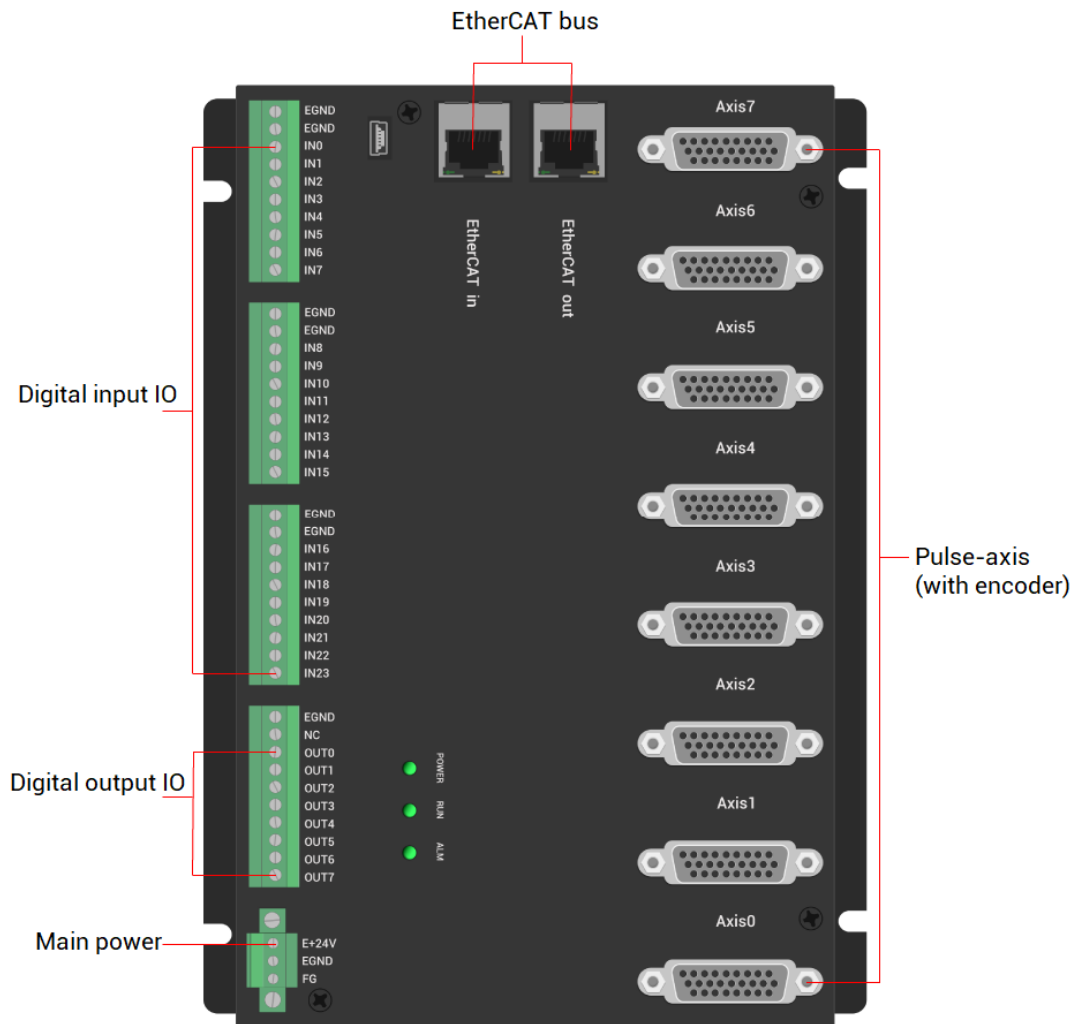 EtherCAT bus
EGND
EGND
IN0
IN1
IN2
IN3
IN4
IN5
IN6
IN7
EtherCAT in
EtherCAT out
Axis7
Axis6
Axis5
Axis4
Axis3
Axis2
Axis1
Axis0
EGND
EGND
IN8
IN9
IN10
IN11
IN12
IN13
IN14
IN15
Digital input IO
EGND
EGND
IN16
IN17
IN18
IN19
IN20
IN21
IN22
IN23
Pulse-axis
(with encoder)
EGND
NC
OUT0
OUT1
OUT2
OUT3
OUT4
OUT5
OUT6
OUT7
Digital output IO
POWER
RUN
ALM
Main power
E+24V
EGND
FG